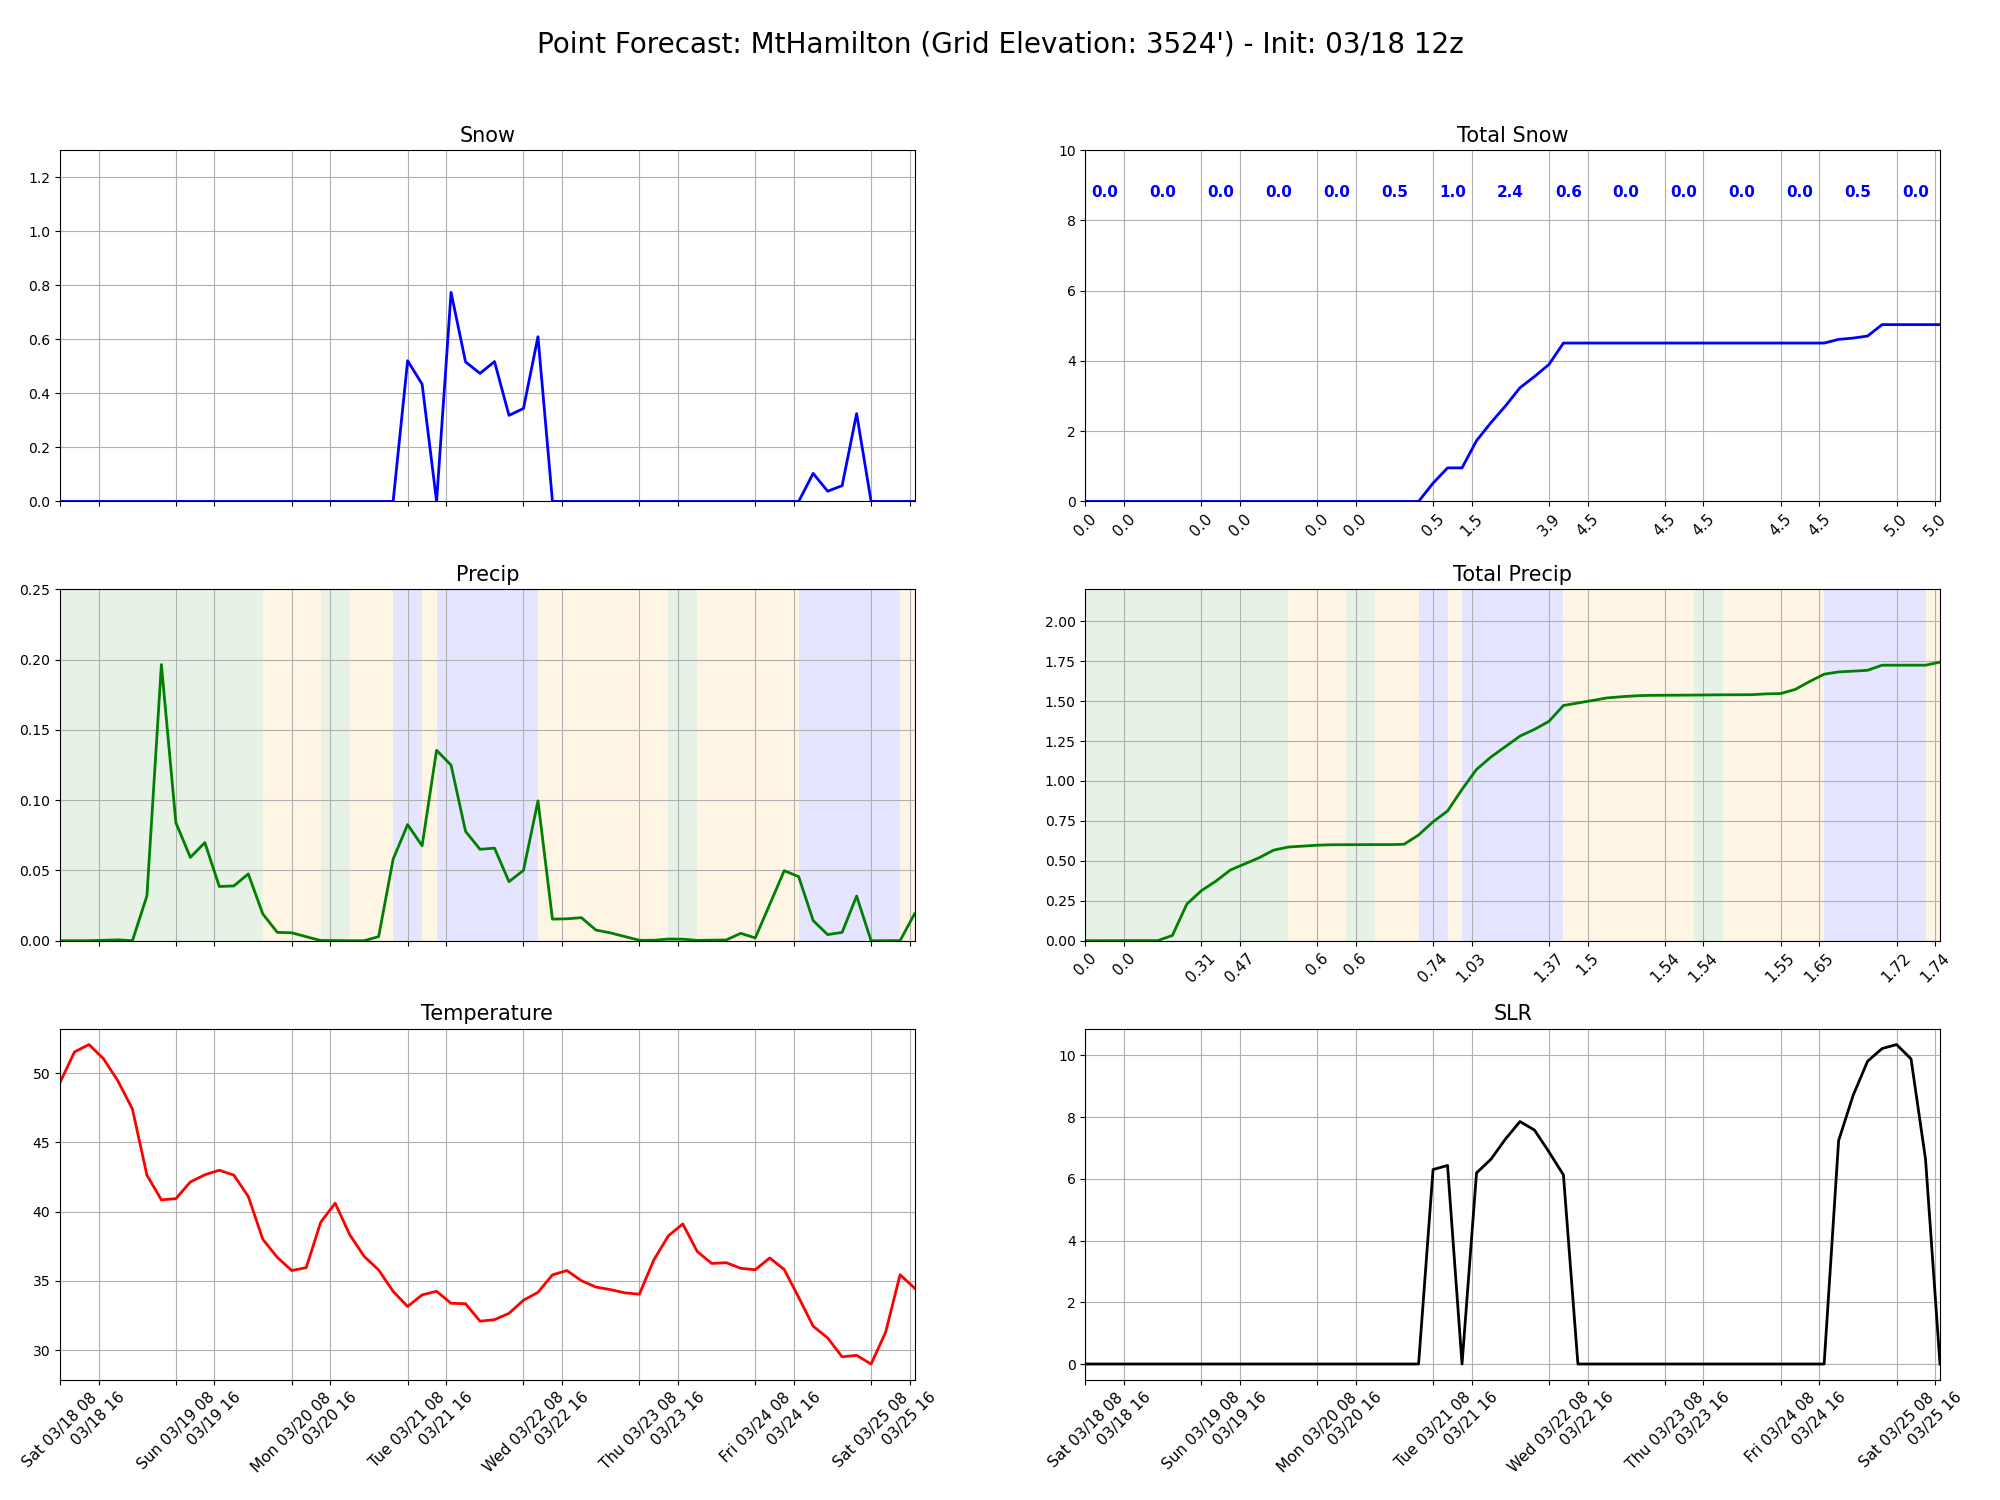 Point Forecast: MtHamilton (Grid Elevation: 3524') - Init: 03/18 12z
Snow
1.2
1.0
0.8
0.6
0.4
0.2
0.0
Total Snow
10
8
6
4
2
0
0.0 0.0 0.0 0.0 0.0 0.5 1.0 2.4 0.6 0.0 0.0 0.0 0.0 0.5 0.0
0.0 0.0 0.0 0.0 0.0 0.0 0.5 1.5 3.9 4.5 4.5 4.5 4.5 4.5 5.0 5.0
Precip
0.25
0.20
0.15
0.10
0.05
0.00
Total Precip
2.00
1.75
1.50
1.25
1.00
0.75
0.50
0.25
0.00
0.0 0.0 0.31 0.47 0.6 0.6 0.74 1.03 1.37 1.5 1.54 1.54 1.55 1.65 1.72 1.74
Temperature
50
45
40
35
30
Sat 03/18 08
03/18 16
Sun 03/19 08
03/19 16
Mon 03/20 08
03/20 16
Tue 03/21 08
03/21 16
Wed 03/22 08
03/22 16
Thu 03/23 08
03/23 16
Fri 03/24 08
03/24 16
Sat 03/25 08
03/25 16
SLR
10
8
6
4
2
0
Sat 03/18 08
03/18 16
Sun 03/19 08
03/19 16
Mon 03/20 08
03/20 16
Tue 03/21 08
03/21 16
Wed 03/22 08
03/22 16
Thu 03/23 08
03/23 16
Fri 03/24 08
03/24 16
Sat 03/25 08
03/25 16